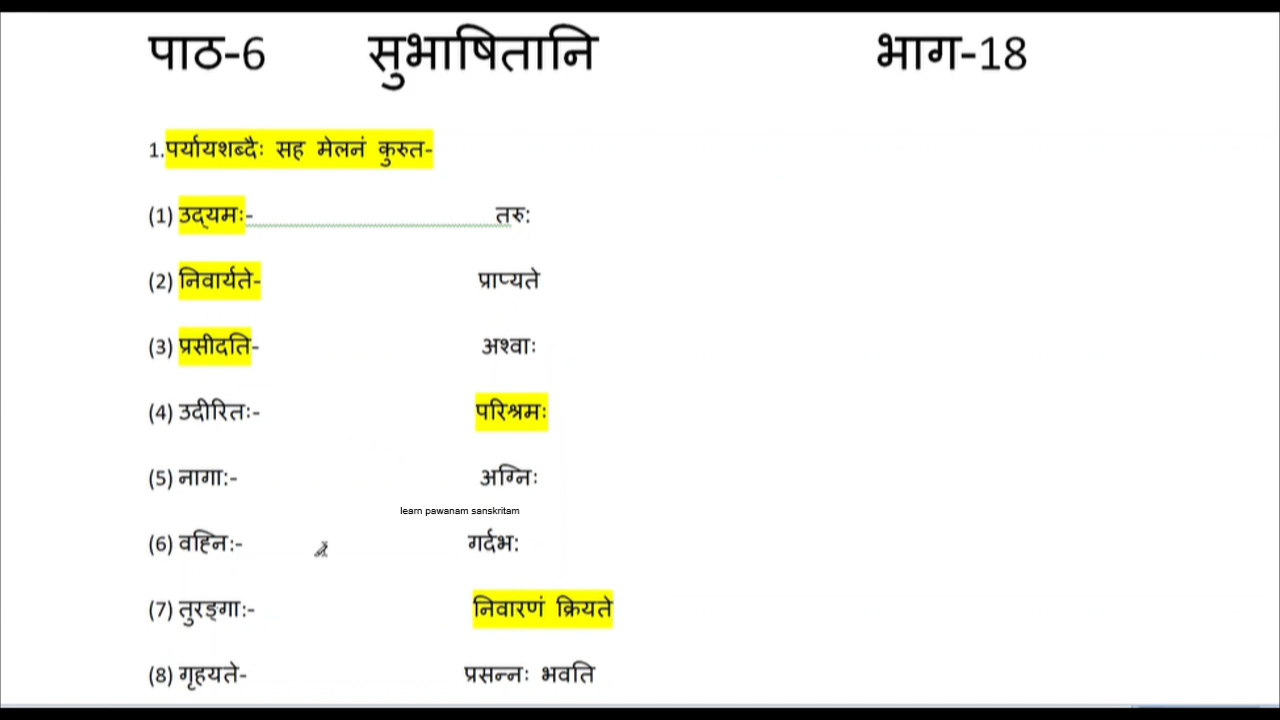 पाठ-6 सुभाषितानि भाग-18
1.पर्यायशब्दैः सह मेलनं कुरुत-
(1) उद्यमः- तरु:
(2) निवार्यते- प्राप्यते
(3) प्रसीदति- अश्वाः
(4) उदीरितः- परिश्रमः
(5) नागा:- अग्निः
learn pawanam sanskritam
(6) वह्निः- गर्दभ:
(7) तुरङ्गाः- निवारणं क्रियते
(8) गृहयते- प्रसन्नः भवति